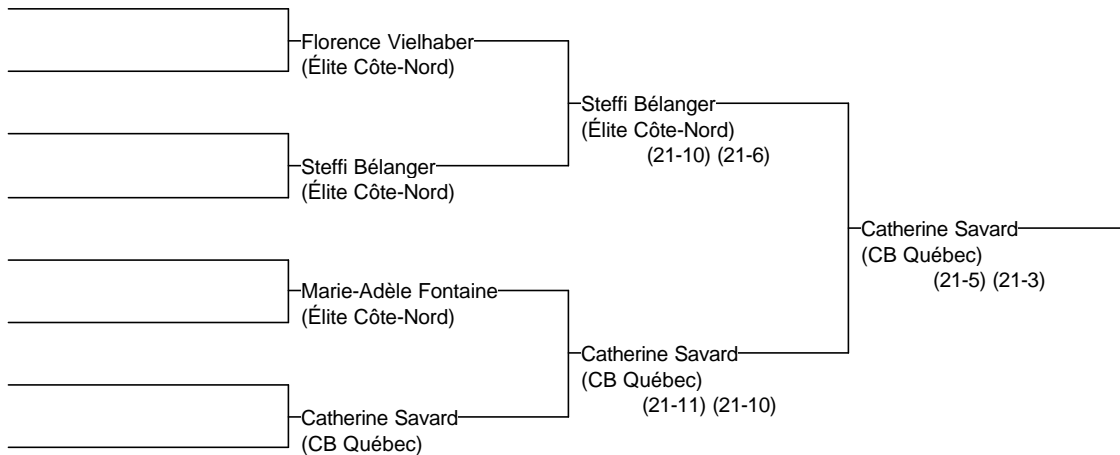 Florence Vielhaber
(Élite Côte-Nord)
Steffi Bélanger
(Élite Côte-Nord)
(21-10) (21-6)
Steffi Bélanger
(Élite Côte-Nord)
Catherine Savard
(CB Québec)
(21-5) (21-3)
Marie-Adèle Fontaine
(Élite Côte-Nord)
Catherine Savard
(CB Québec)
(21-11) (21-10)
Catherine Savard
(CB Québec)